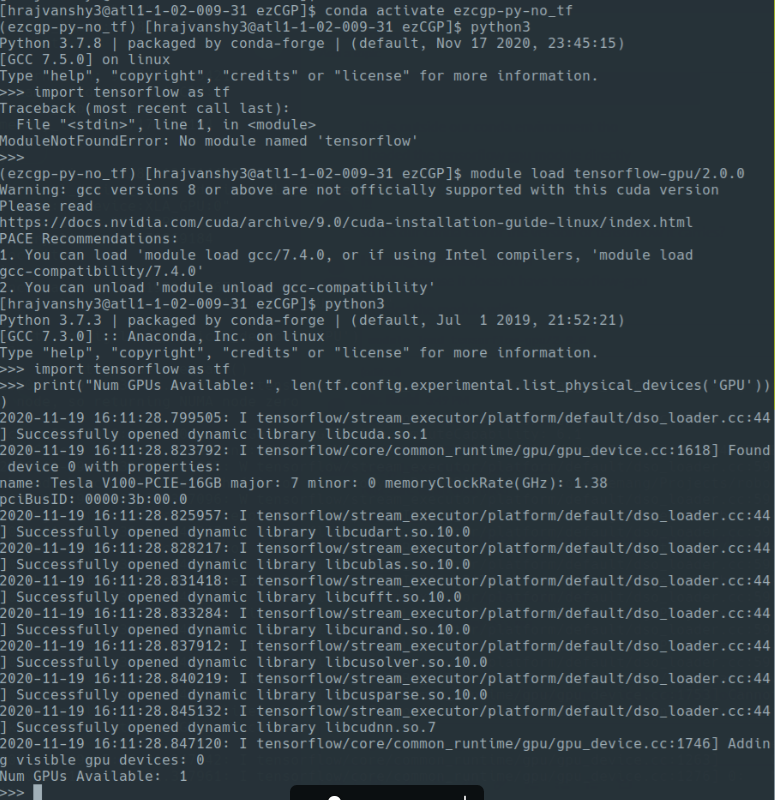 [hrajvanshy3@atl1-1-02-009-31 ezCGP]$ conda activate ezcgp-py-no_tf
(ezcgp-py-no_tf) [hrajvanshy3@atl1-1-02-009-31 ezCGP]$ python3
Python 3.7.8 | packaged by conda-forge | (default, Nov 17 2020, 23:45:15)
[GCC 7.5.0] on linux
Type "help", "copyright", "credits" or "license" for more information.
>>> import tensorflow as tf
Traceback (most recent call last):
  File "<stdin>", line 1, in <module>
ModuleNotFoundError: No module named 'tensorflow'
>>>
(ezcgp-py-no_tf) [hrajvanshy3@atl1-1-02-009-31 ezCGP]$ module load tensorflow-gpu/2.0.0
Warning: gcc versions 8 or above are not officially supported with this cuda version
Please read
https://docs.nvidia.com/cuda/archive/9.0/cuda-installation-guide-linux/index.html
PACE Recommendations:
1. You can load 'module load gcc/7.4.0, or if using Intel compilers, 'module load
gcc-compatibility/7.4.0'
2. You can unload 'module unload gcc-compatibility'
[hrajvanshy3@atl1-1-02-009-31 ezCGP]$ python3
Python 3.7.3 | packaged by conda-forge | (default, Jul  1 2019, 21:52:21)
[GCC 7.3.0] :: Anaconda, Inc. on linux
Type "help", "copyright", "credits" or "license" for more information.
>>> import tensorflow as tf
>>> print("Num GPUs Available: ", len(tf.config.experimental.list_physical_devices('GPU'))
)
2020-11-19 16:11:28.799505: I tensorflow/stream_executor/platform/default/dso_loader.cc:44
] Successfully opened dynamic library libcuda.so.1
2020-11-19 16:11:28.823792: I tensorflow/core/common_runtime/gpu/gpu_device.cc:1618] Found
 device 0 with properties:
name: Tesla V100-PCIE-16GB major: 7 minor: 0 memoryClockRate(GHz): 1.38
pciBusID: 0000:3b:00.0
2020-11-19 16:11:28.825957: I tensorflow/stream_executor/platform/default/dso_loader.cc:44
] Successfully opened dynamic library libcudart.so.10.0
2020-11-19 16:11:28.828217: I tensorflow/stream_executor/platform/default/dso_loader.cc:44
] Successfully opened dynamic library libcublas.so.10.0
2020-11-19 16:11:28.831418: I tensorflow/stream_executor/platform/default/dso_loader.cc:44
] Successfully opened dynamic library libcufft.so.10.0
2020-11-19 16:11:28.833284: I tensorflow/stream_executor/platform/default/dso_loader.cc:44
] Successfully opened dynamic library libcurand.so.10.0
2020-11-19 16:11:28.837912: I tensorflow/stream_executor/platform/default/dso_loader.cc:44
] Successfully opened dynamic library libcusolver.so.10.0
2020-11-19 16:11:28.840219: I tensorflow/stream_executor/platform/default/dso_loader.cc:44
] Successfully opened dynamic library libcusparse.so.10.0
2020-11-19 16:11:28.845132: I tensorflow/stream_executor/platform/default/dso_loader.cc:44
] Successfully opened dynamic library libcudnn.so.7
2020-11-19 16:11:28.847120: I tensorflow/core/common_runtime/gpu/gpu_device.cc:1746] Addin
g visible gpu devices: 0
Num GPUs Available:  1
>>>